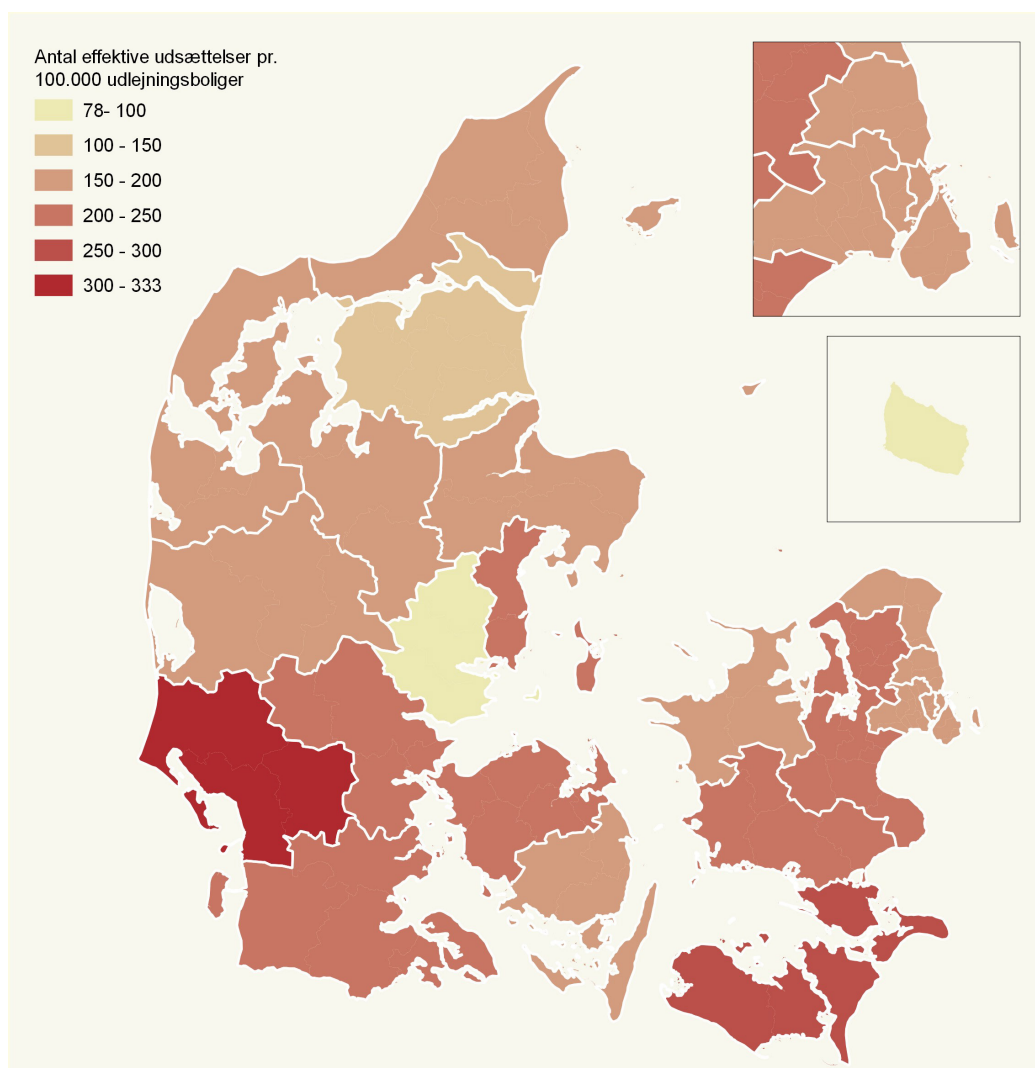 Antal effektive udsættelser pr.
100.000 udlejningsboliger
78- 100
100 - 150
150 - 200
200 - 250
250 - 300
300 - 333